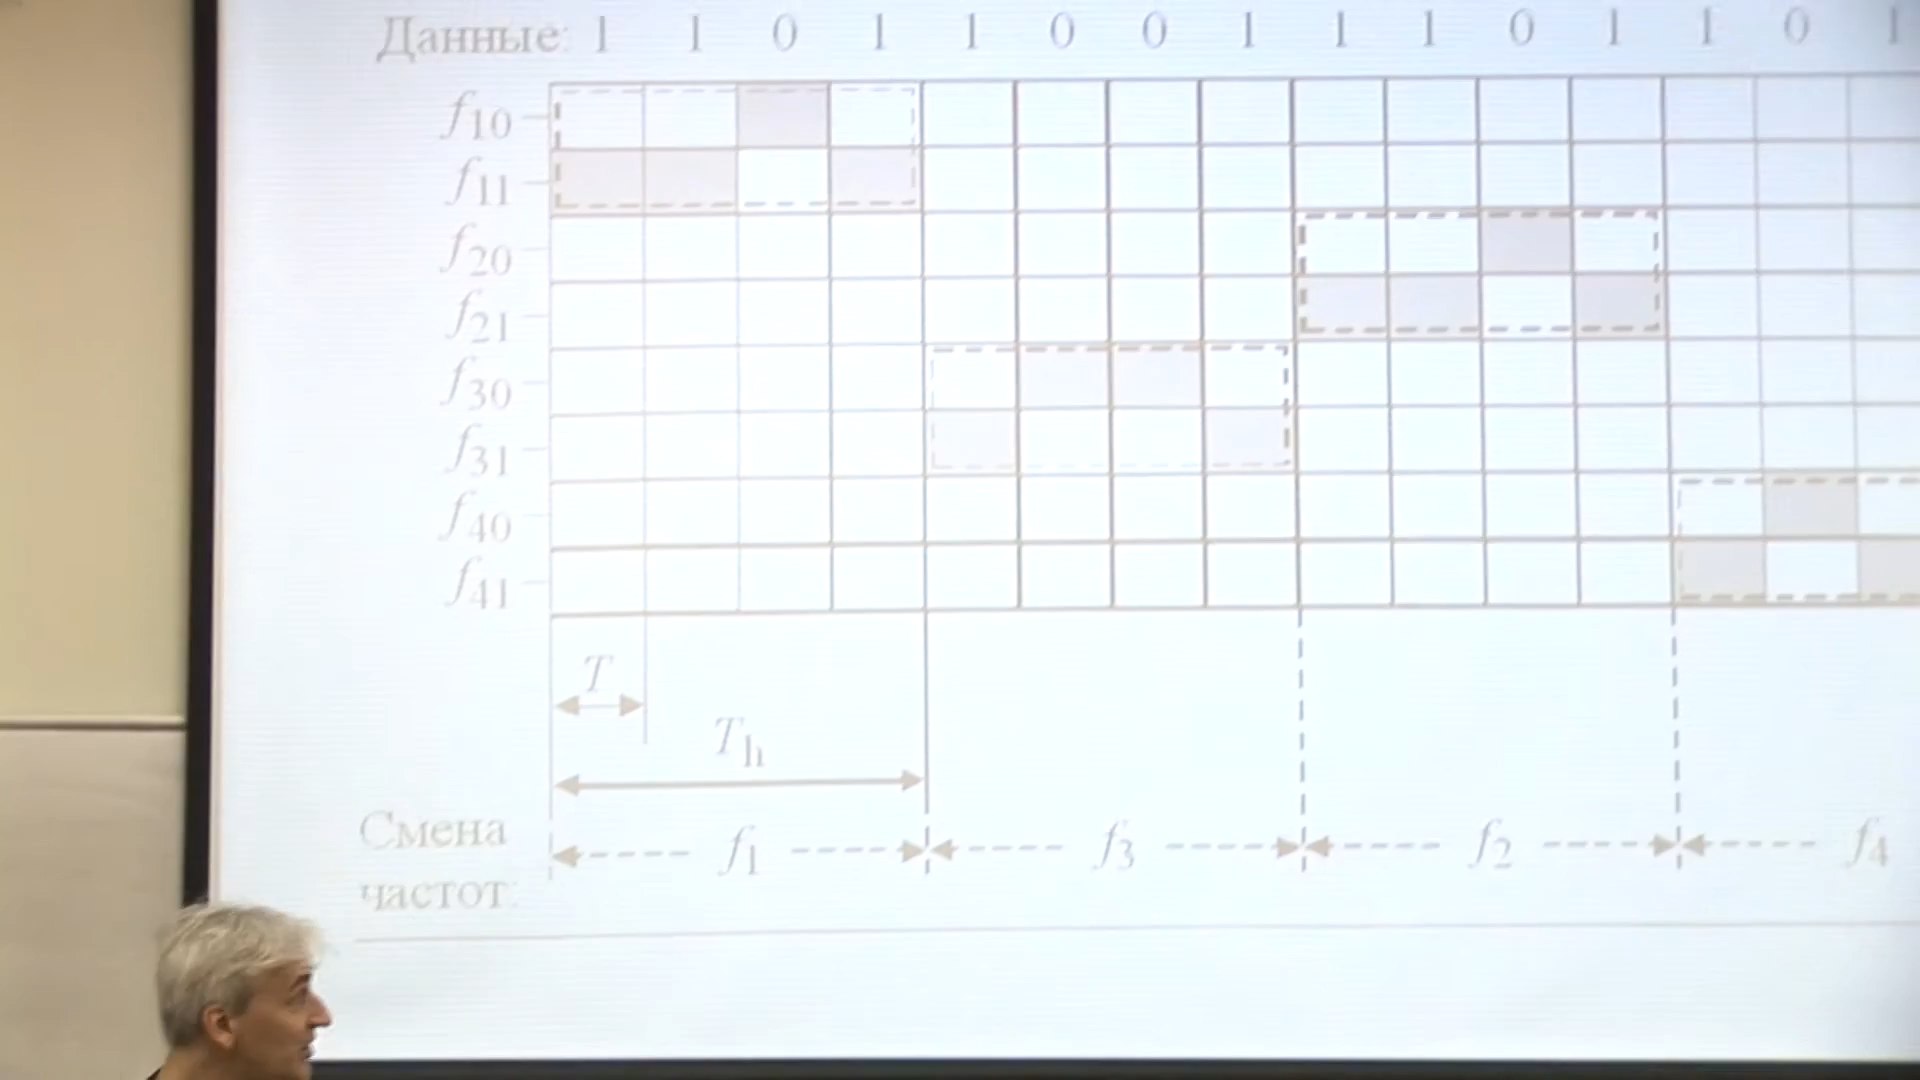 Данные: 1 1 0 1 1 0 0 1 1 1 0 1 1 0 1
f10
f11
f20
f21
f30
f31
f40
f41
T
Th
Смена частот:
f1 f3 f2 f4